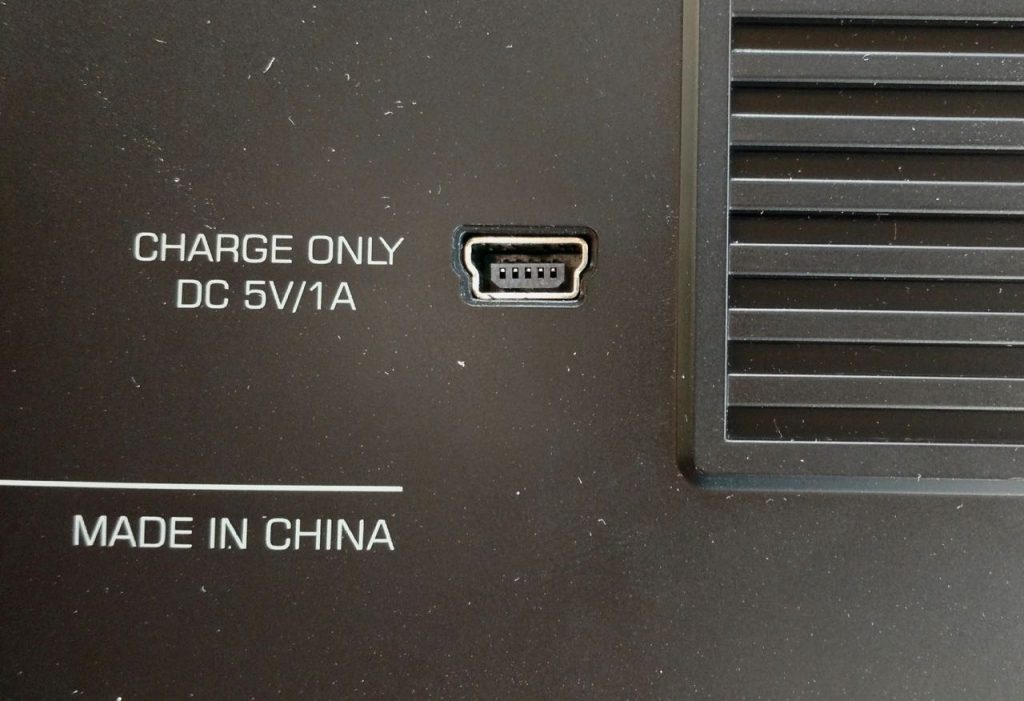 CHARGE ONLY
DC 5V/1A
MADE IN CHINA